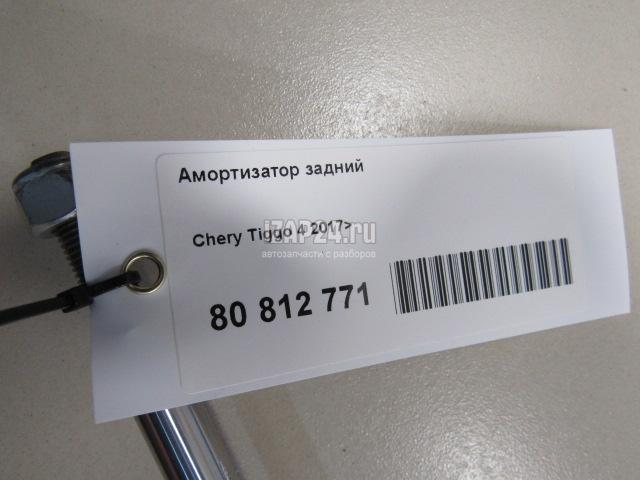 Амортизатор задний
Chery Tiggo 4 2017>
iZAP24.ru
автозапчасти с разборов
80 812 771